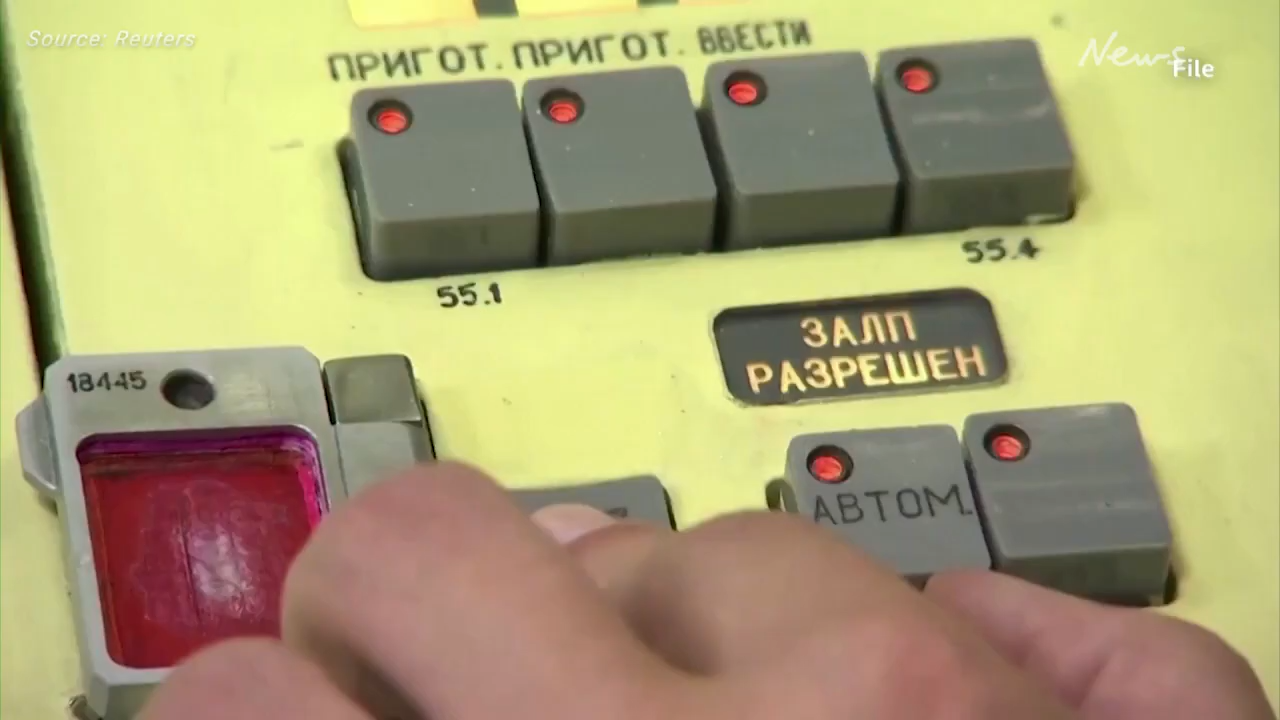 Source: Reuters
News
File
ПРИГОТ. ПРИГОТ. ВВЕСТИ
55.1
55.4
ЗАЛП
РАЗРЕШЕН
18445
АВТОМ.